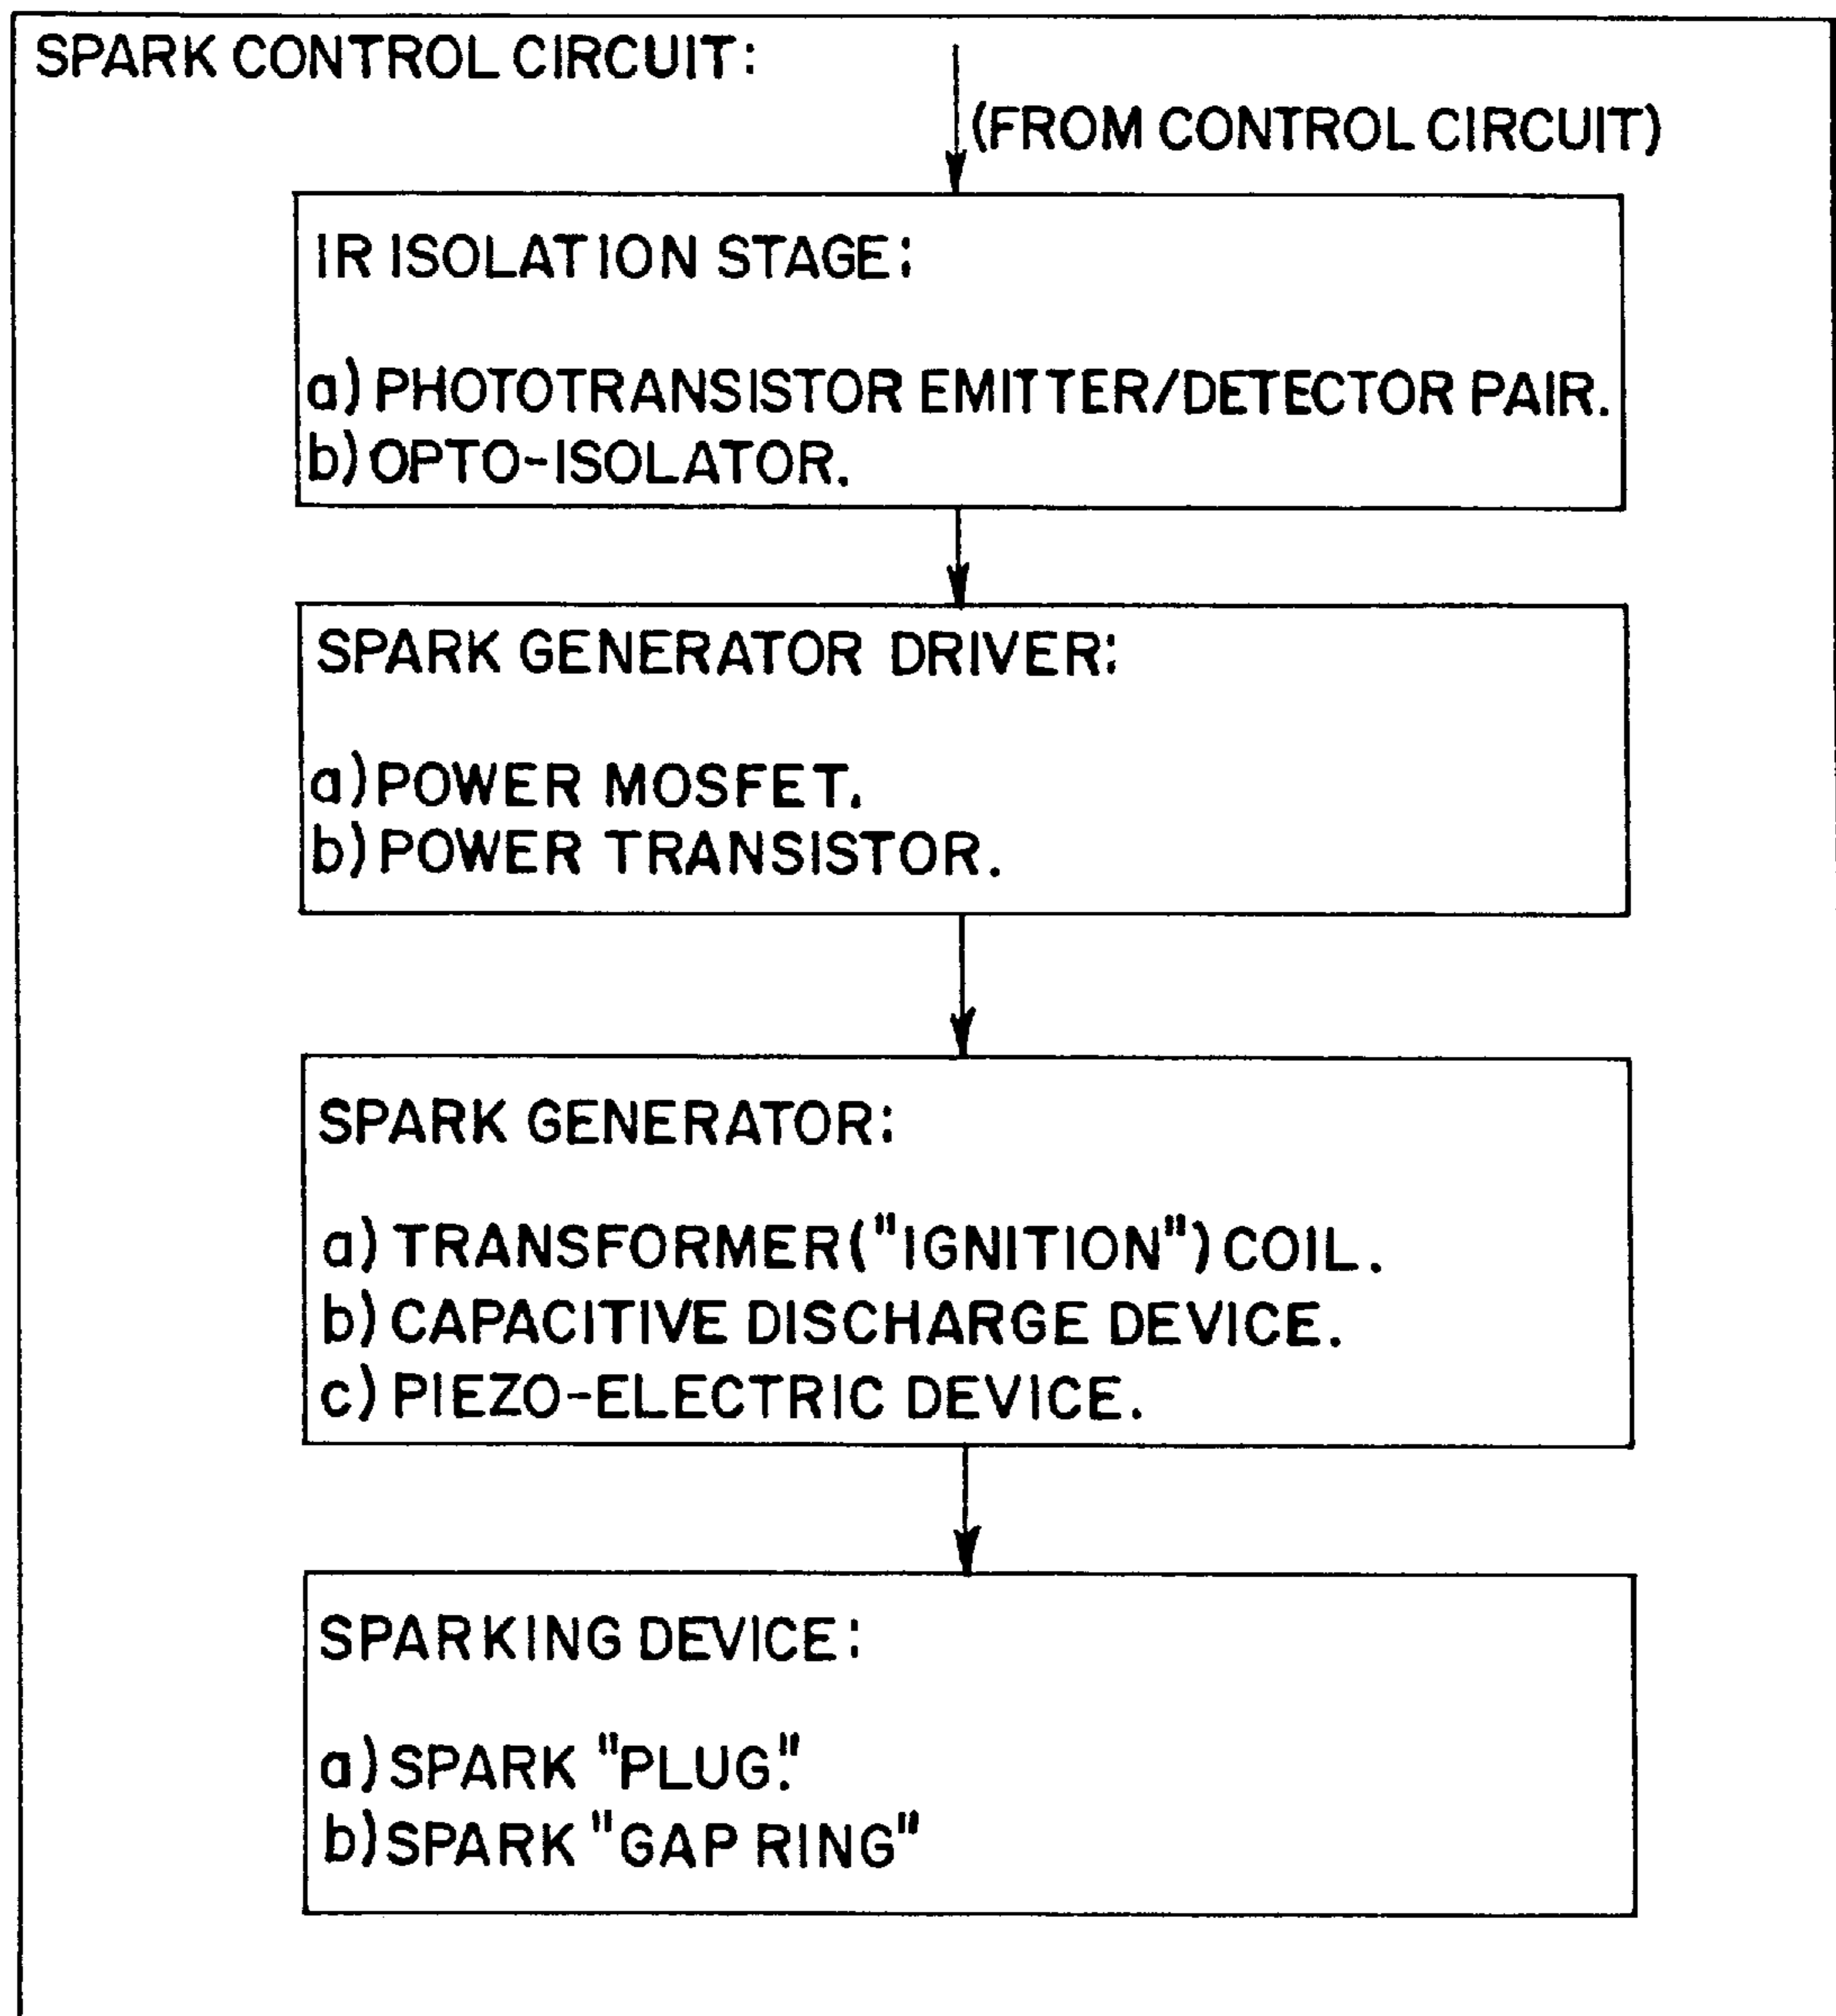 SPARK CONTROL CIRCUIT:
(FROM CONTROL CIRCUIT)
IR ISOLATION STAGE:
a) PHOTOTRANSISTOR EMITTER/DETECTOR PAIR.
b) OPTO-ISOLATOR.
SPARK GENERATOR DRIVER:
a) POWER MOSFET.
b) POWER TRANSISTOR.
SPARK GENERATOR:
a) TRANSFORMER ("IGNITION") COIL.
b) CAPACITIVE DISCHARGE DEVICE.
c) PIEZO-ELECTRIC DEVICE.
SPARKING DEVICE:
a) SPARK "PLUG."
b) SPARK "GAP RING"